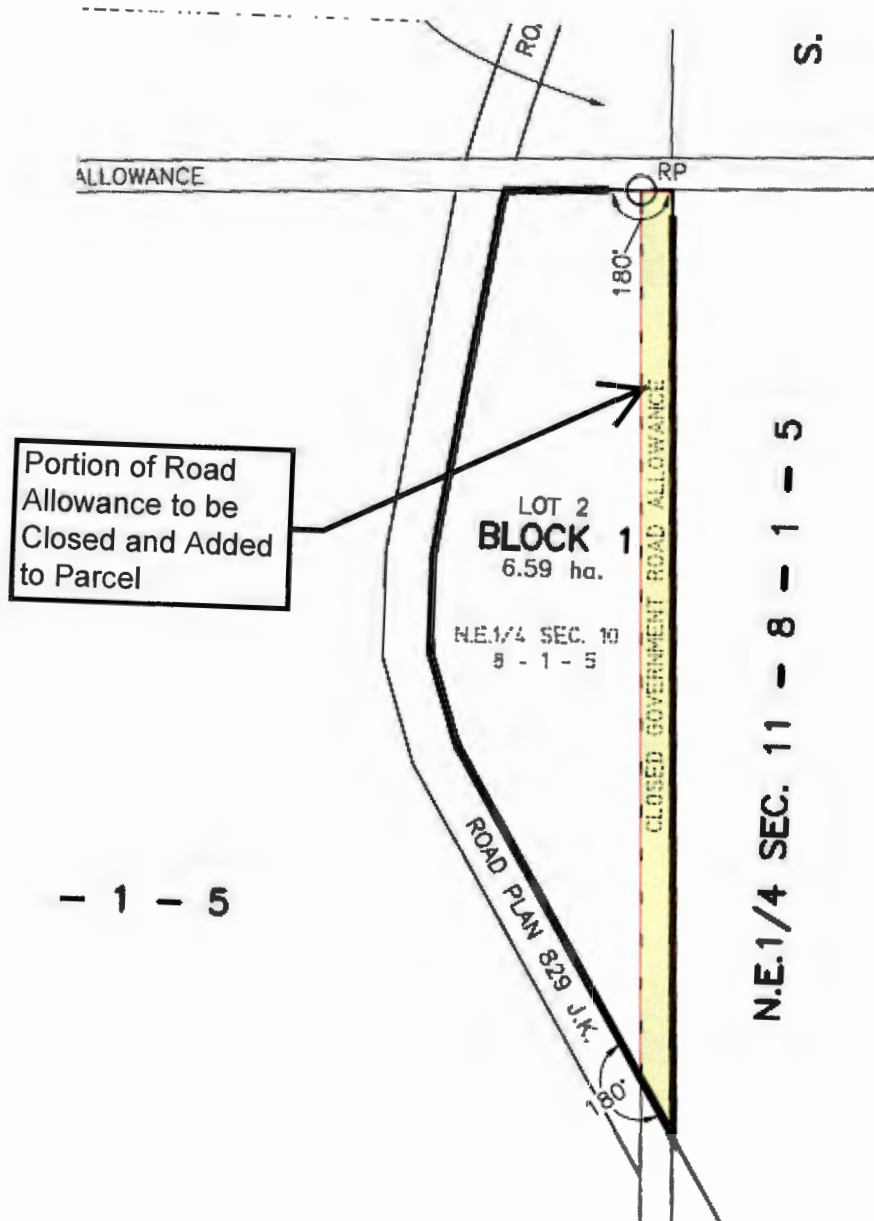 RO
S.
ALLOWANCE
RP
180°
Portion of Road
Allowance to be
Closed and Added
to Parcel
LOT 2
BLOCK 1
6.59 ha.
N.E.1/4 SEC. 10
8 - 1 - 5
CLOSED GOVERNMENT ROAD ALLOWANCE
N.E.1/4 SEC. 11 - 8 - 1 - 5
- 1 - 5
ROAD PLAN 829 J.K.
180°